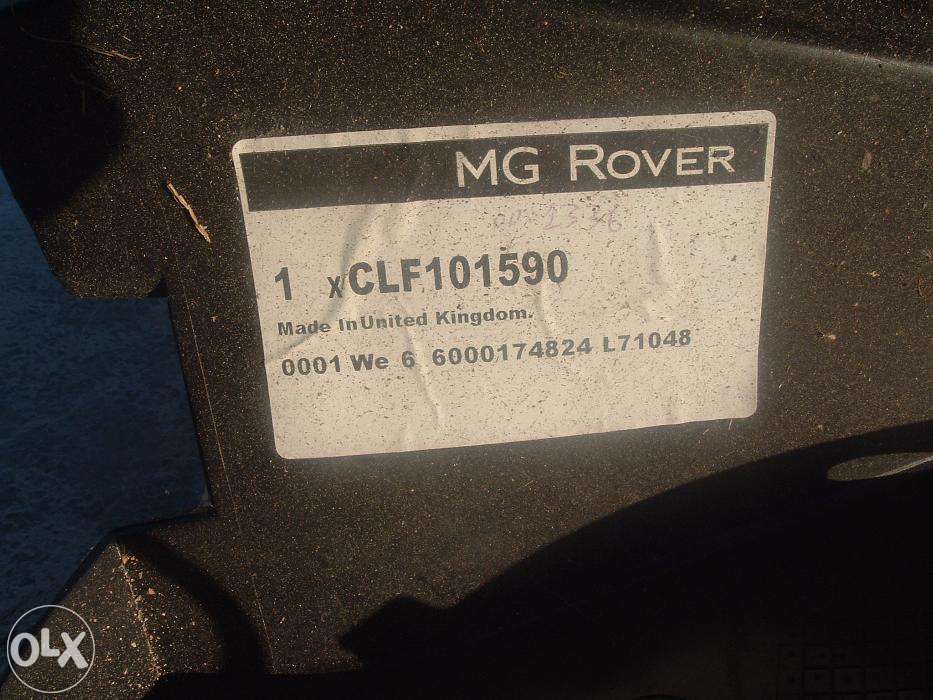 MG ROVER
1 xCLF101590
Made In United Kingdom.
0001 We 6 6000174824 L71048
OLX